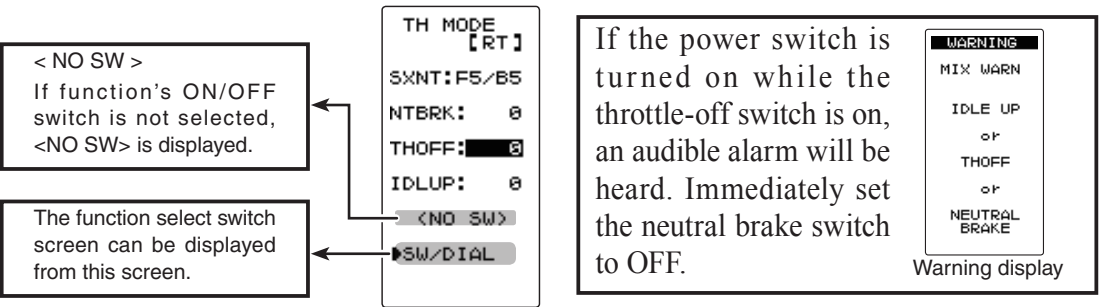 < NO SW >
If function's ON/OFF
switch is not selected,
<NO SW> is displayed.
The function select switch
screen can be displayed
from this screen.
TH MODE
[RT]
SXNT:F5/B5
NTBRK: 0
THOFF: 0
IDLUP: 0
<NO SW>
▶SW/DIAL
If the power switch is
turned on while the
throttle-off switch is on,
an audible alarm will be
heard. Immediately set
the neutral brake switch
to OFF.
WARNING
MIX WARN
IDLE UP
or
THOFF
or
NEUTRAL
BRAKE
Warning display